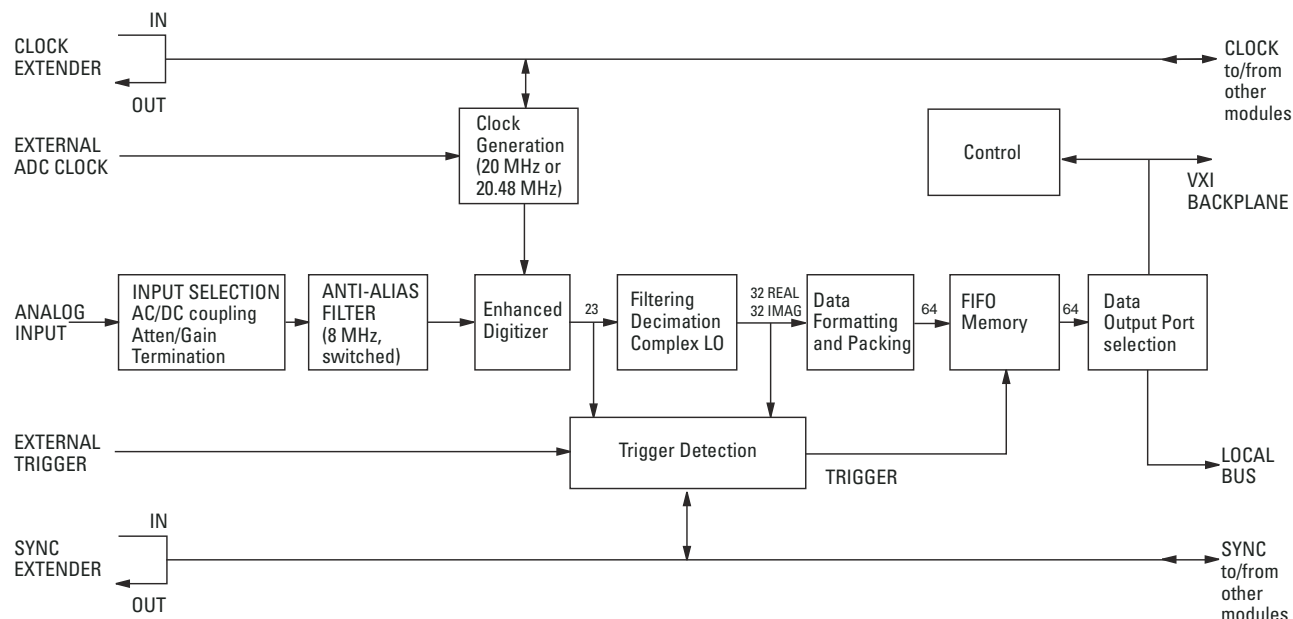 IN
CLOCK
EXTENDER
OUT
CLOCK
to/from
other
modules
EXTERNAL
ADC CLOCK
Clock
Generation
(20 MHz or
20.48 MHz)
Control
VXI
BACKPLANE
ANALOG
INPUT
INPUT SELECTION
AC/DC coupling
Atten/Gain
Termination
ANTI-ALIAS
FILTER
(8 MHz,
switched)
Enhanced
Digitizer
23
Filtering
Decimation
Complex LO
32 REAL
32 IMAG
Data
Formatting
and Packing
64
FIFO
Memory
64
Data
Output Port
selection
EXTERNAL
TRIGGER
Trigger Detection
TRIGGER
LOCAL
BUS
IN
SYNC
EXTENDER
OUT
SYNC
to/from
other
modules